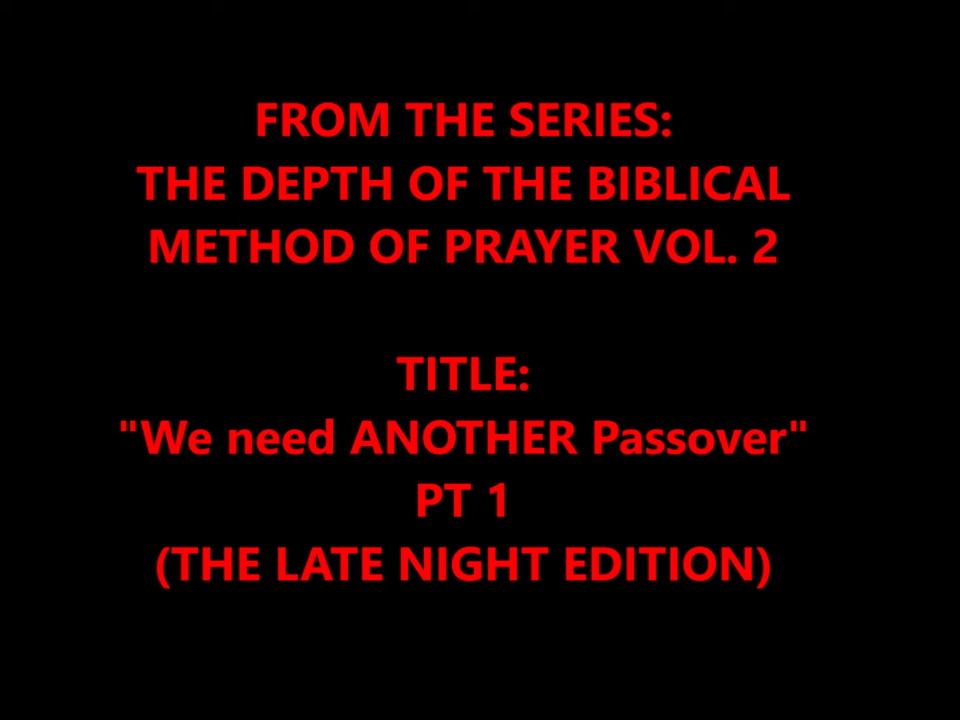 FROM THE SERIES:
THE DEPTH OF THE BIBLICAL
METHOD OF PRAYER VOL. 2
TITLE:
"We need ANOTHER Passover"
PT 1
(THE LATE NIGHT EDITION)